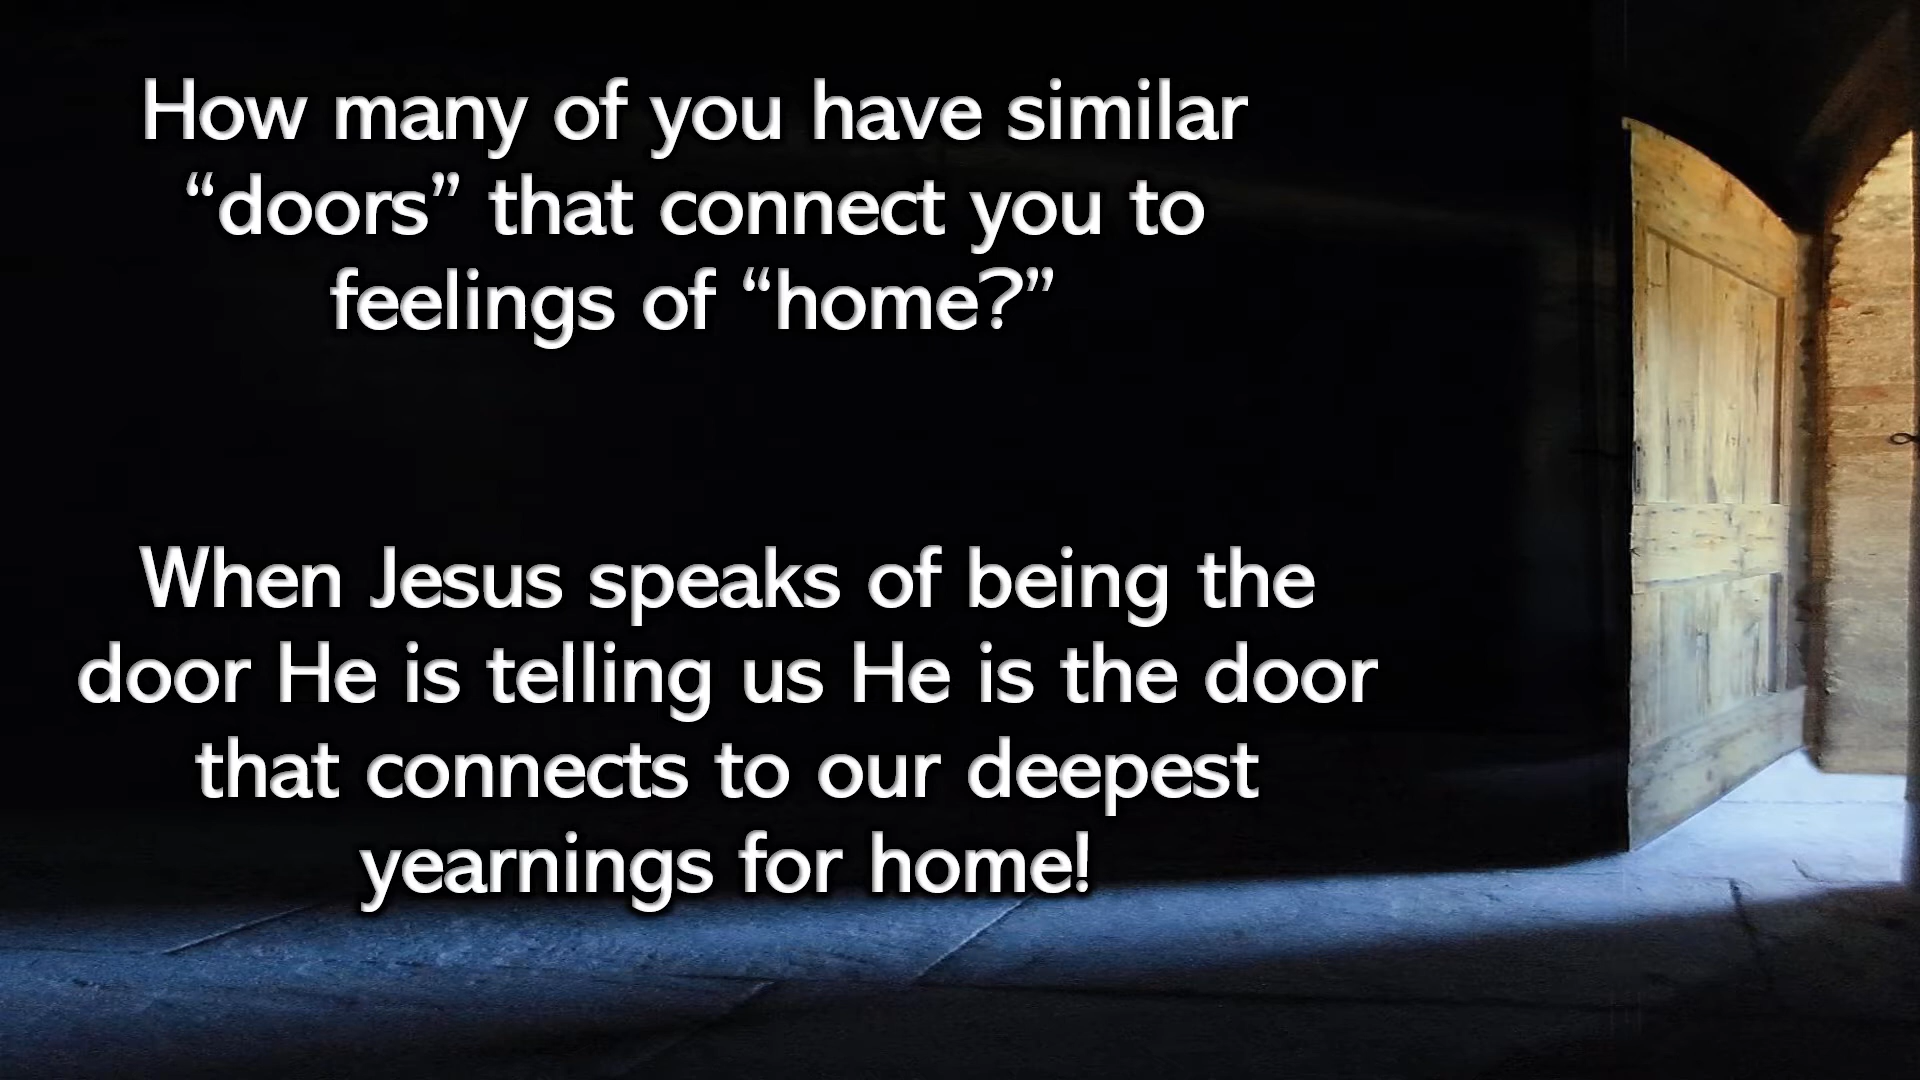 How many of you have similar
“doors” that connect you to
feelings of “home?”
When Jesus speaks of being the
door He is telling us He is the door
that connects to our deepest
yearnings for home!